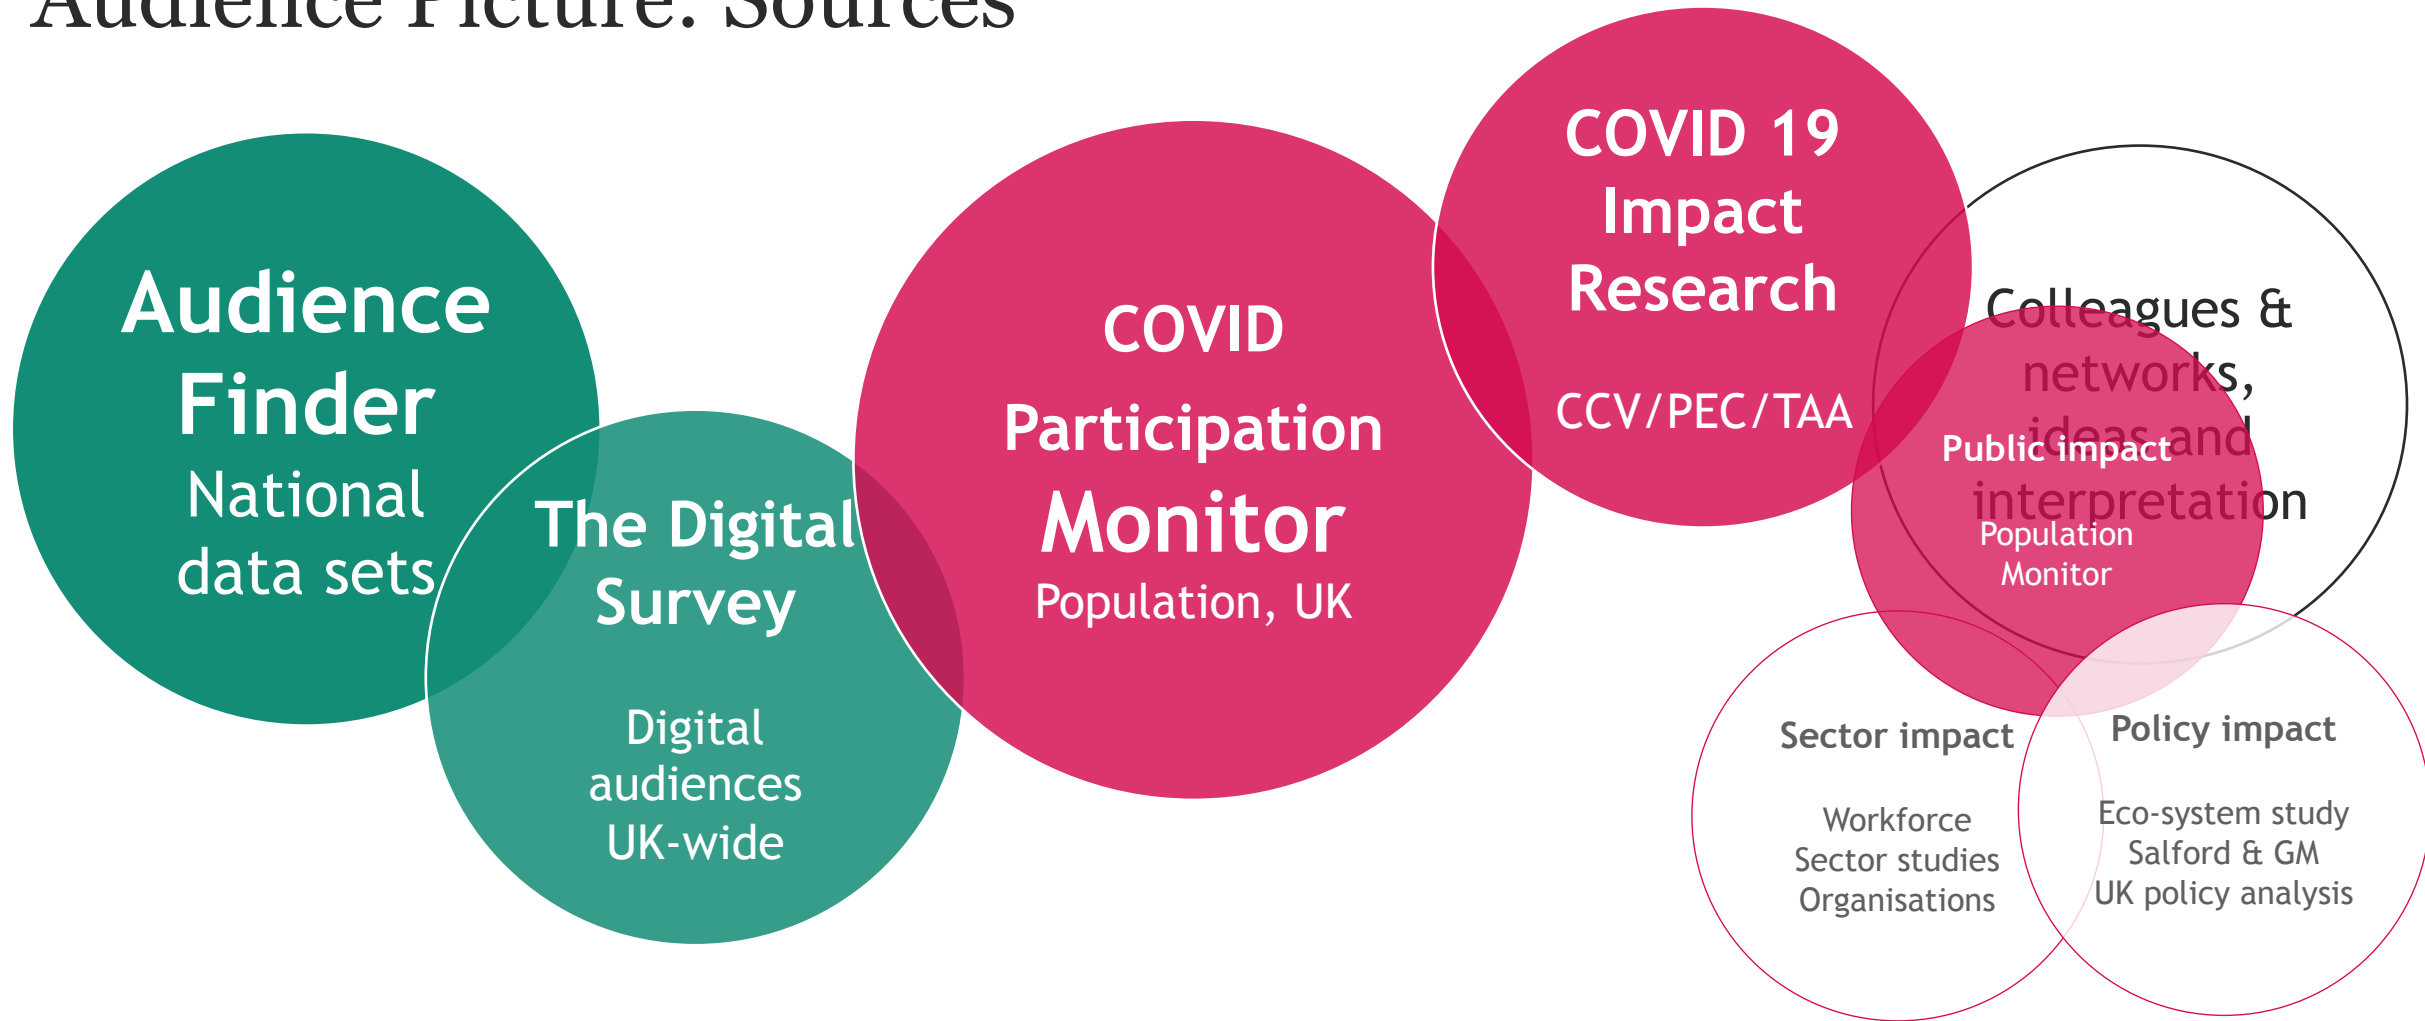 Audience Picture: Sources
Audience
Finder
National
data sets
The Digital
Survey
Digital
audiences
UK-wide
COVID
Participation
Monitor
Population, UK
COVID 19
Impact
Research
CCV/PEC/TAA
Colleagues &
networks,
ideas and
interpretation
Public impact
Population
Monitor
Sector impact
Workforce
Sector studies
Organisations
Policy impact
Eco-system study
Salford & GM
UK policy analysis